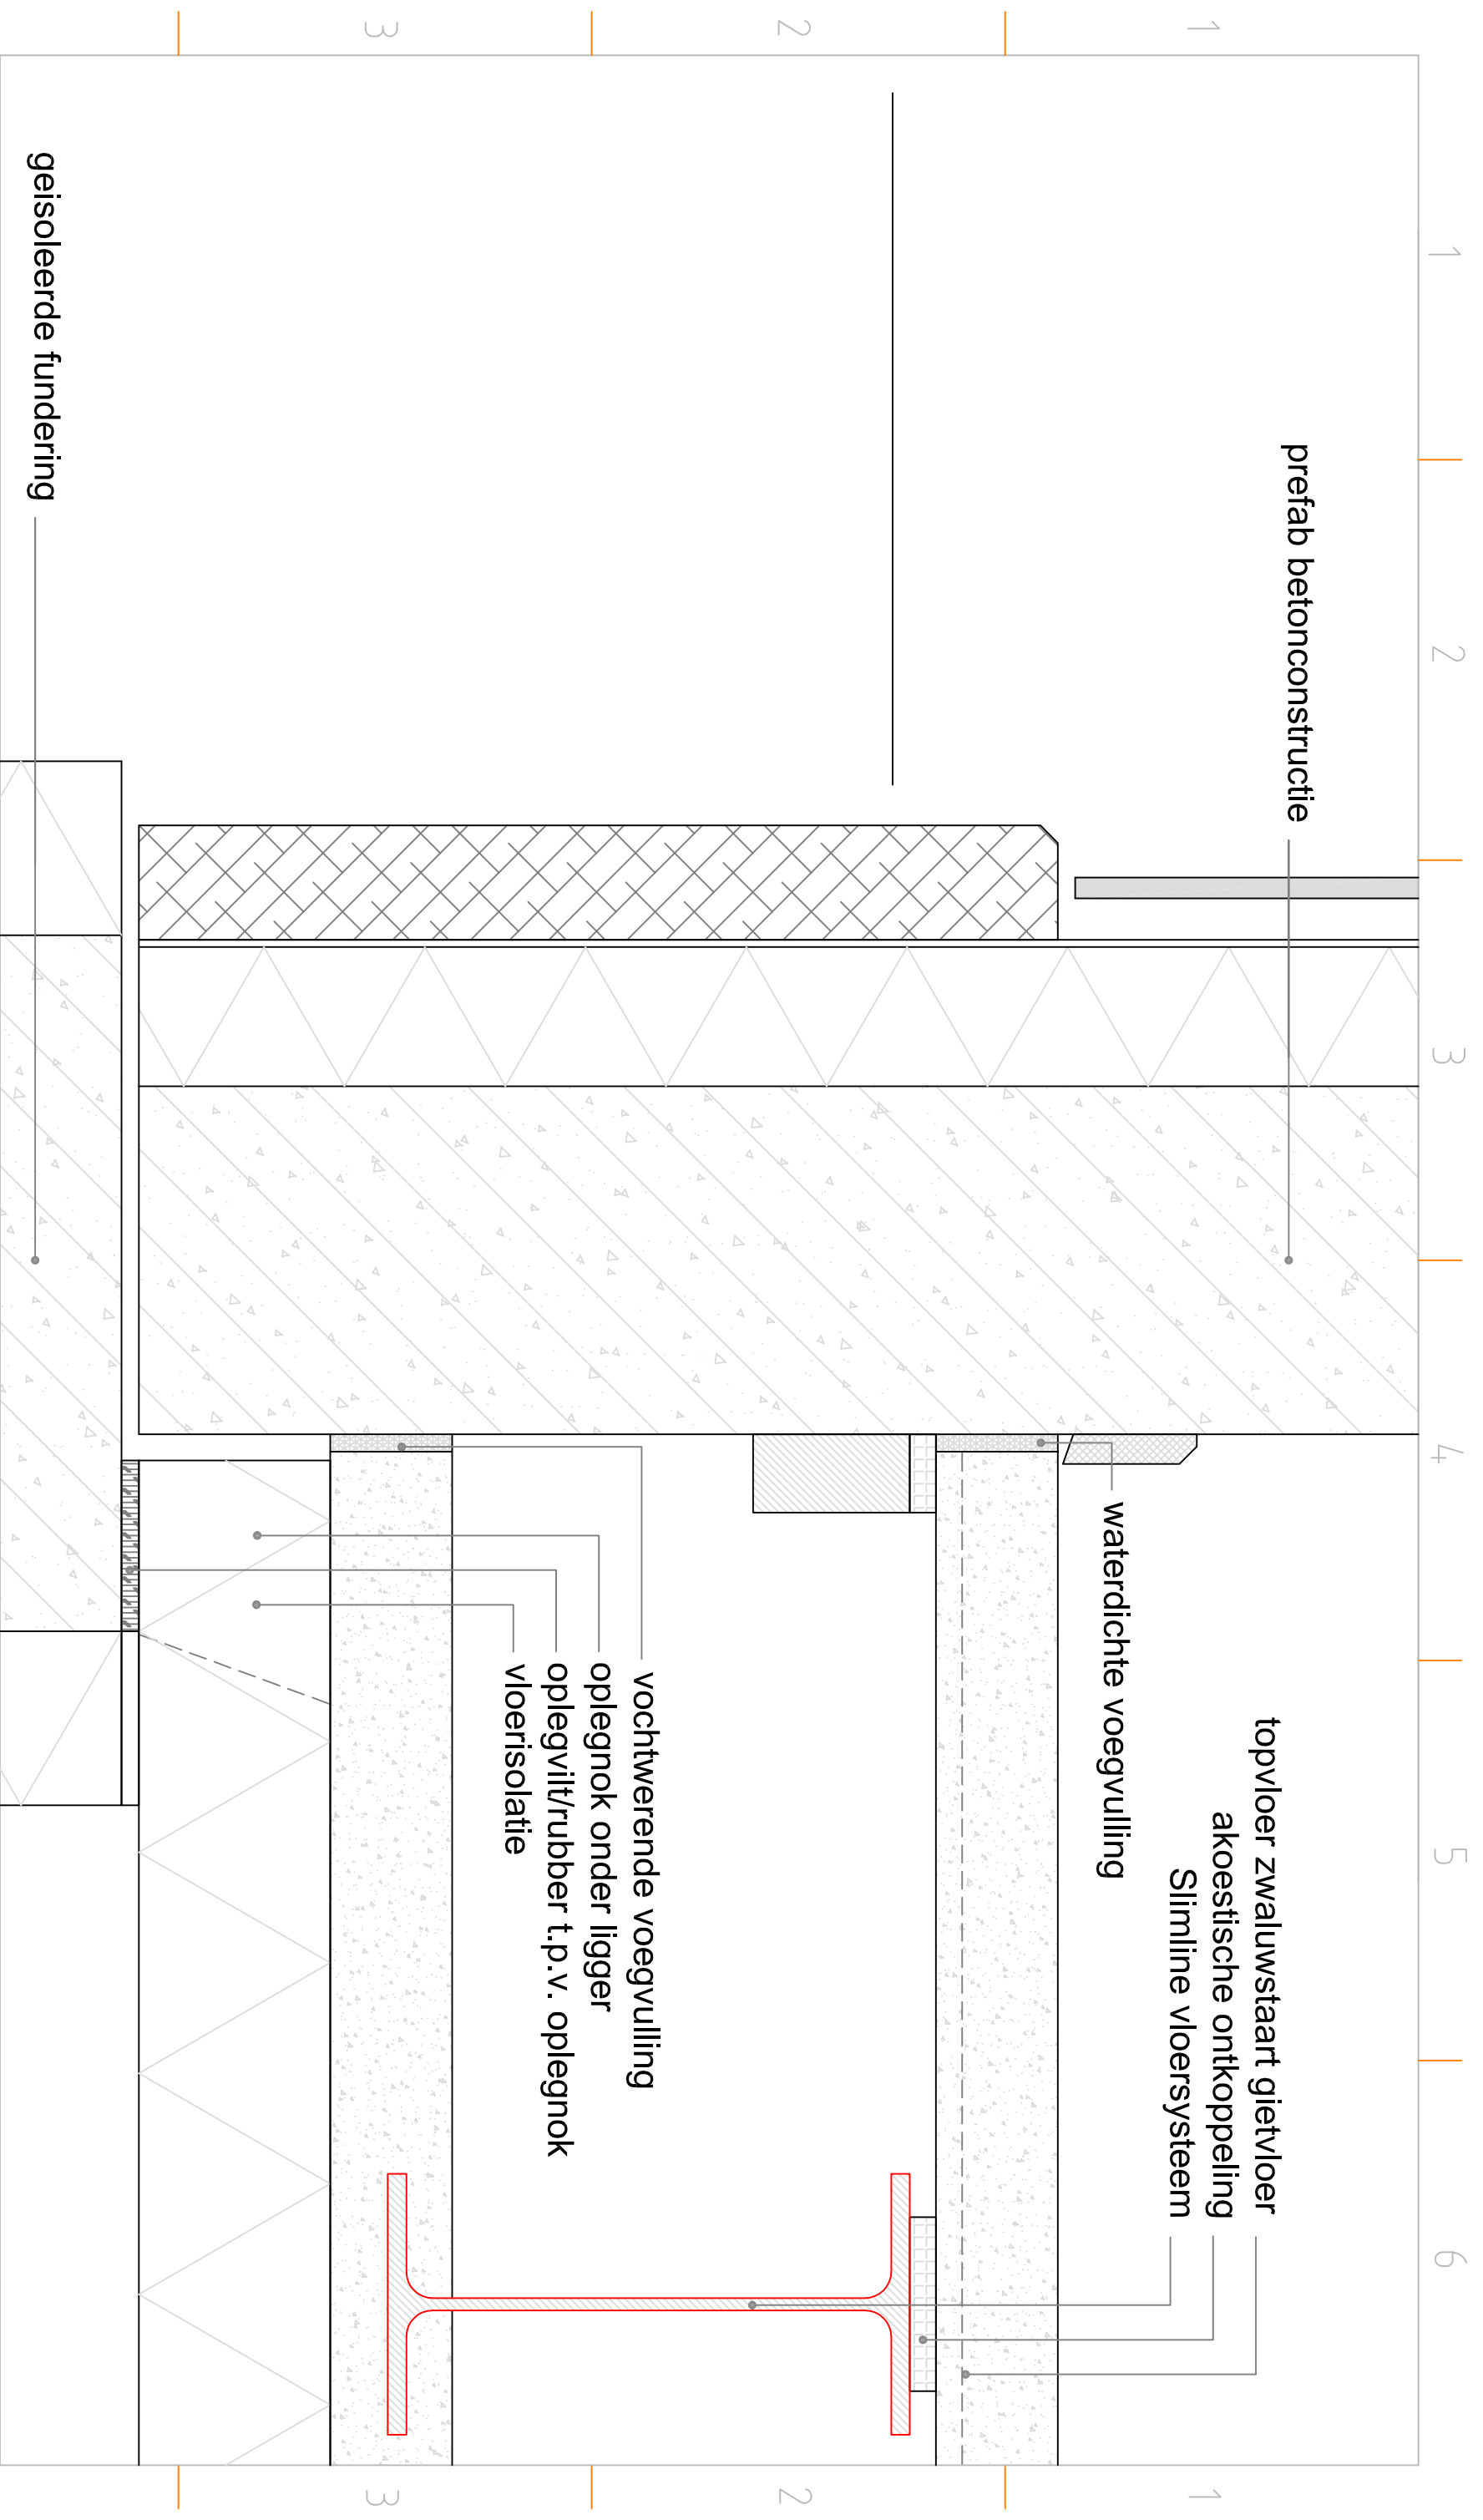 1
2
3
4
5
6
1
1
2
2
3
3
prefab betonconstructie
topvloer zwaluwstaart gietvloer
akoestische ontkoppeling
Slimline vloersysteem
waterdichte voegvulling
vochtwerende voegvulling
oplegnok onder ligger
oplegvilt/rubber t.p.v. oplegnok
vloerisolatie
geisoleerde fundering